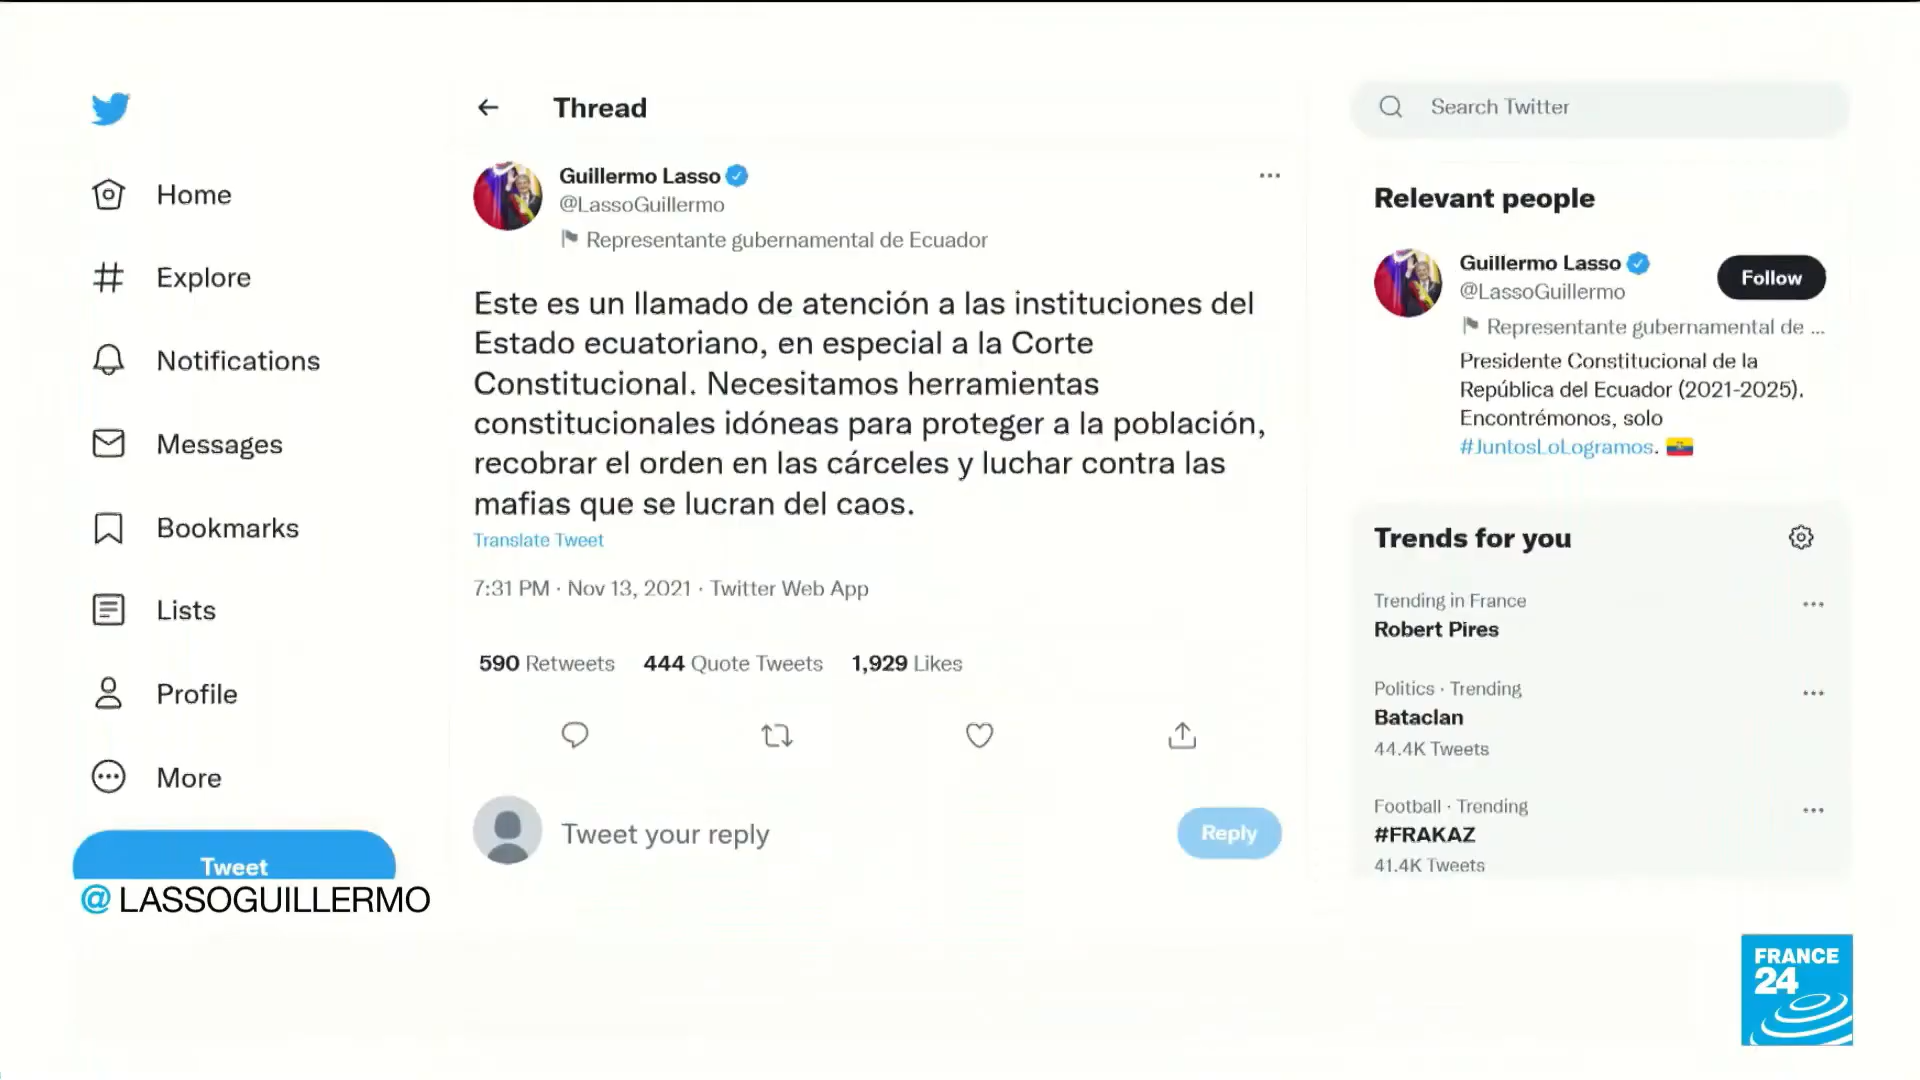 Home
Explore
Notifications
Messages
Bookmarks
Lists
Profile
More
Tweet
@LASSOGUILLERMO
Thread
Guillermo Lasso
@LassoGuillermo
Representante gubernamental de Ecuador
Este es un llamado de atención a las instituciones del
Estado ecuatoriano, en especial a la Corte
Constitucional. Necesitamos herramientas
constitucionales idóneas para proteger a la población,
recobrar el orden en las cárceles y luchar contra las
mafias que se lucran del caos.
Translate Tweet
7:31 PM · Nov 13, 2021 · Twitter Web App
590 Retweets 444 Quote Tweets 1,929 Likes
Tweet your reply
Reply
Search Twitter
Relevant people
Guillermo Lasso
@LassoGuillermo
Follow
Representante gubernamental de ...
Presidente Constitucional de la
República del Ecuador (2021-2025).
Encontrémonos, solo
#JuntosLoLogramos.
Trends for you
Trending in France
Robert Pires
Politics · Trending
Bataclan
44.4K Tweets
Football · Trending
#FRAKAZ
41.4K Tweets
FRANCE
24